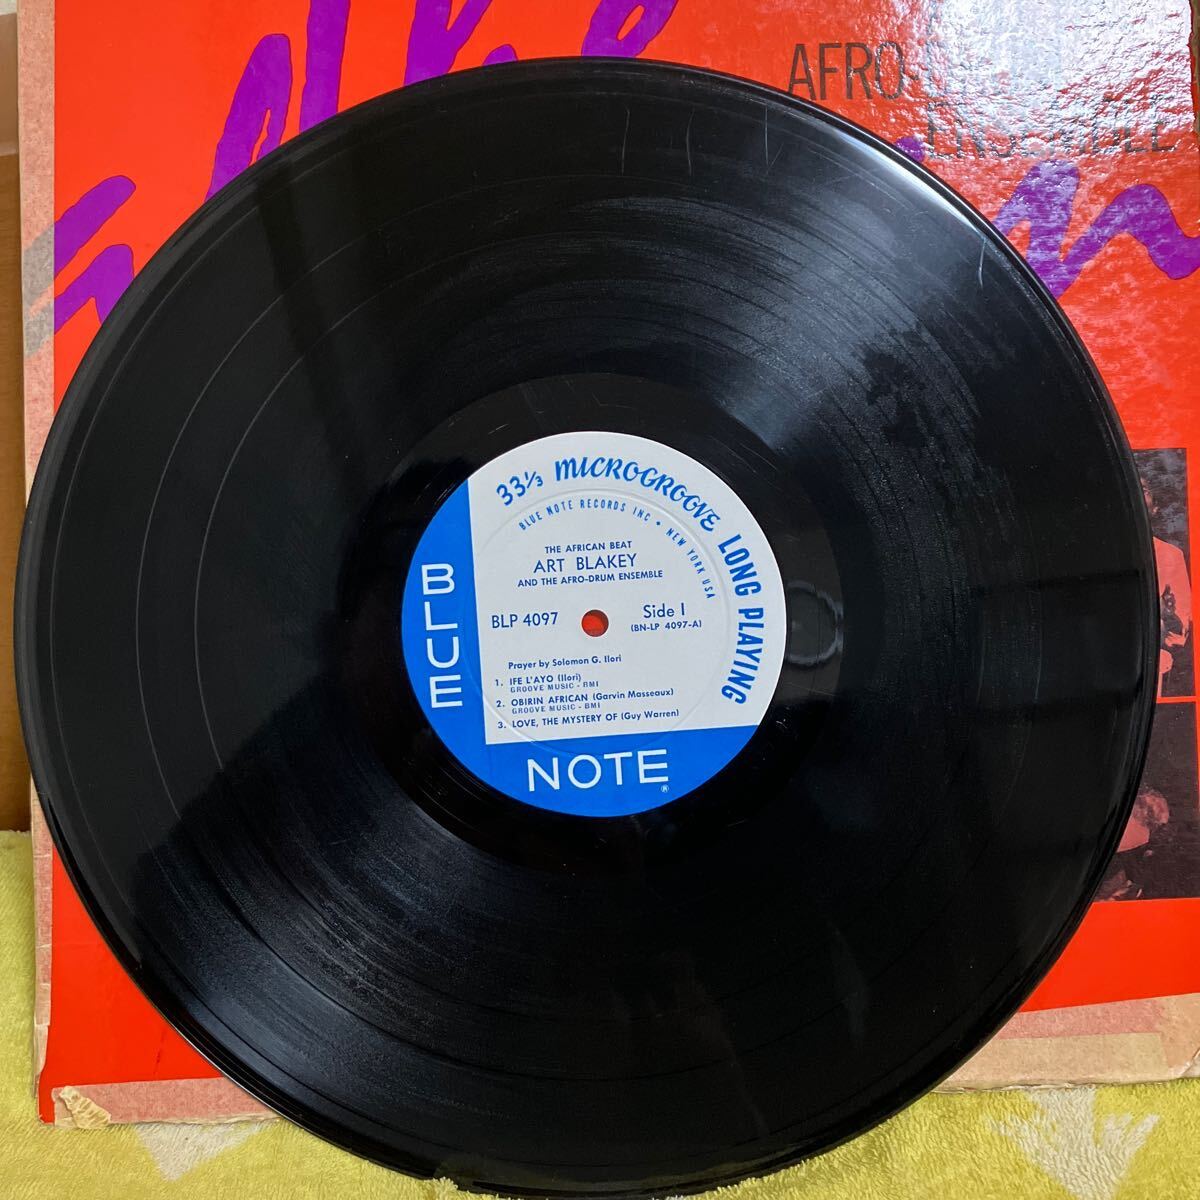 AFRO-
ENSEMBLE
33⅓ MICROGROOVE LONG PLAYING
BLUE NOTE RECORDS INC • NEW YORK USA
THE AFRICAN BEAT
ART BLAKEY
AND THE AFRO-DRUM ENSEMBLE
BLP 4097
Side 1
(BN-LP 4097-A)
Prayer by Solomon G. Ilori
1. IFE L'AYO (Ilori)
GROOVE MUSIC - BMI
2. OBIRIN AFRICAN (Garvin Masseaux)
GROOVE MUSIC - BMI
3. LOVE, THE MYSTERY OF (Guy Warren)
BLUE
NOTE®